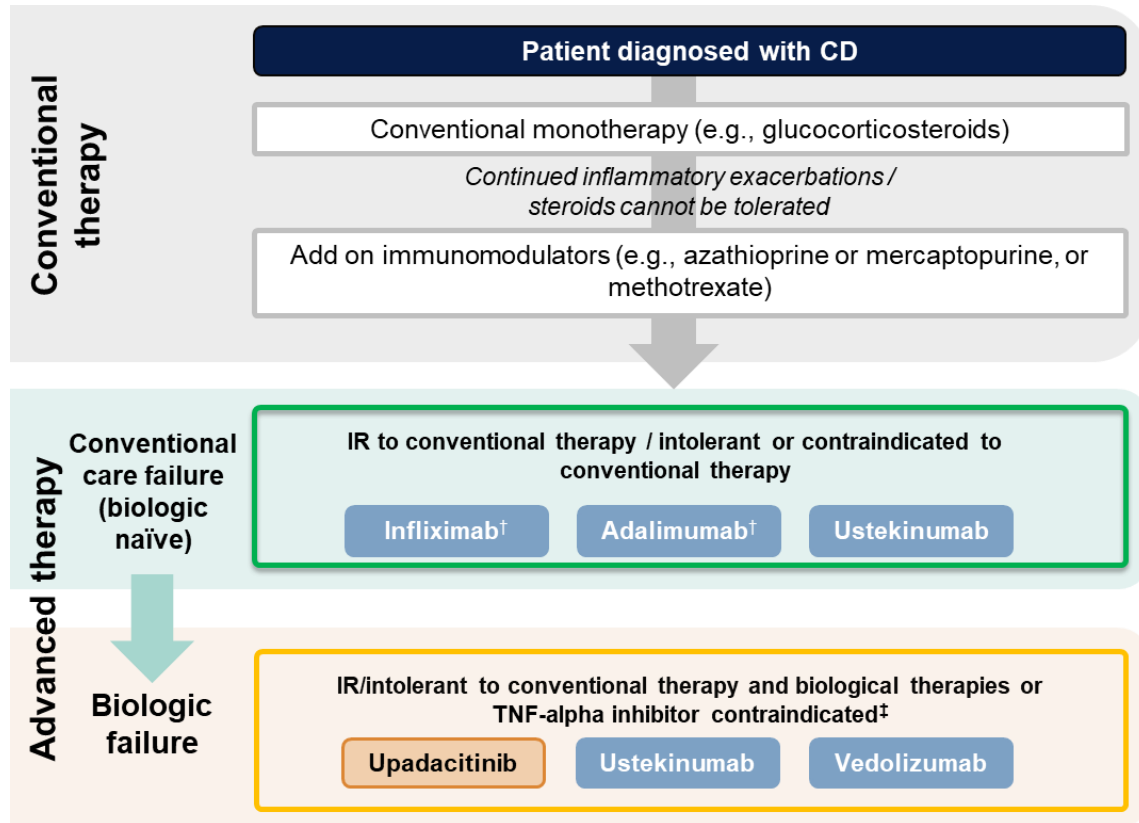 Conventional
therapy
Patient diagnosed with CD
Conventional monotherapy (e.g., glucocorticosteroids)
Continued inflammatory exacerbations /
steroids cannot be tolerated
Add on immunomodulators (e.g., azathioprine or mercaptopurine, or
methotrexate)
Advanced therapy
Conventional
care failure
(biologic
naïve)
IR to conventional therapy / intolerant or contraindicated to
conventional therapy
Infliximab†
Adalimumab†
Ustekinumab
Biologic
failure
IR/intolerant to conventional therapy and biological therapies or
TNF-alpha inhibitor contraindicated‡
Upadacitinib
Ustekinumab
Vedolizumab